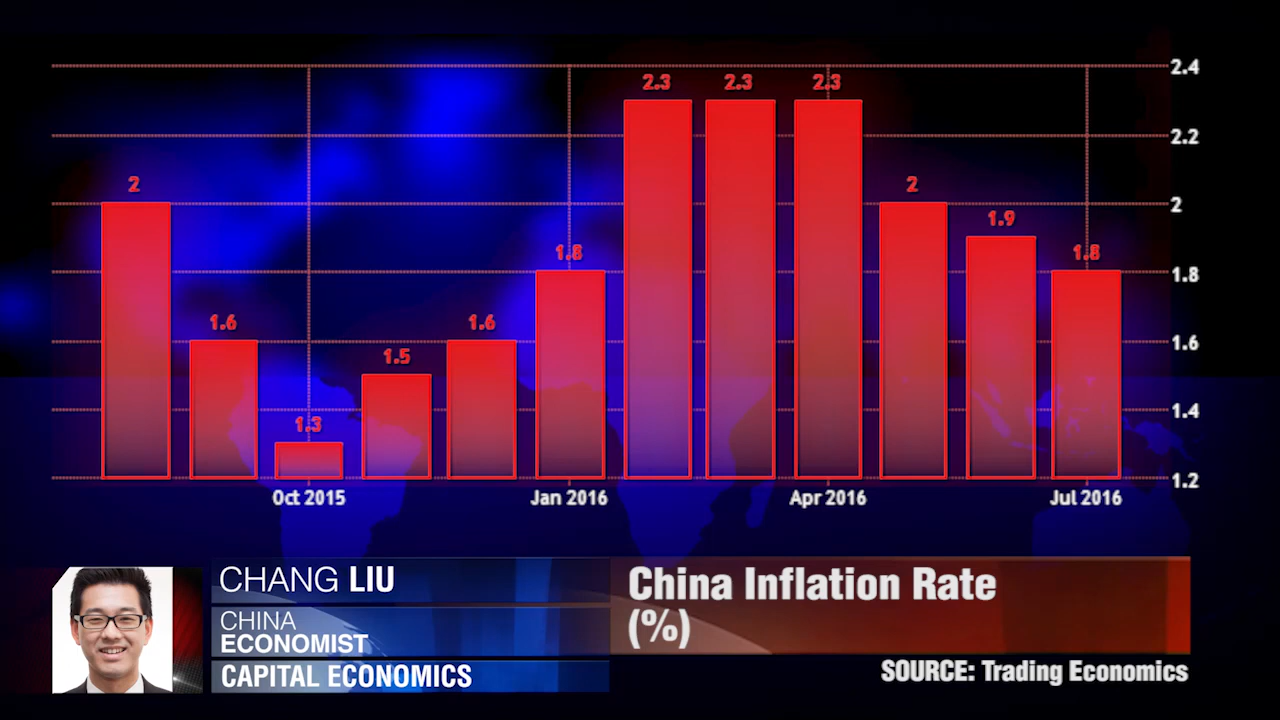 2.4
2.3 2.3 2.3
2.2
2 2
2
1.9
1.8 1.8
1.8
1.6 1.6
1.6
1.5
1.3
1.4
1.2
Oct 2015 Jan 2016 Apr 2016 Jul 2016
CHANG LIU
CHINA
ECONOMIST
CAPITAL ECONOMICS
China Inflation Rate
(%)
SOURCE: Trading Economics